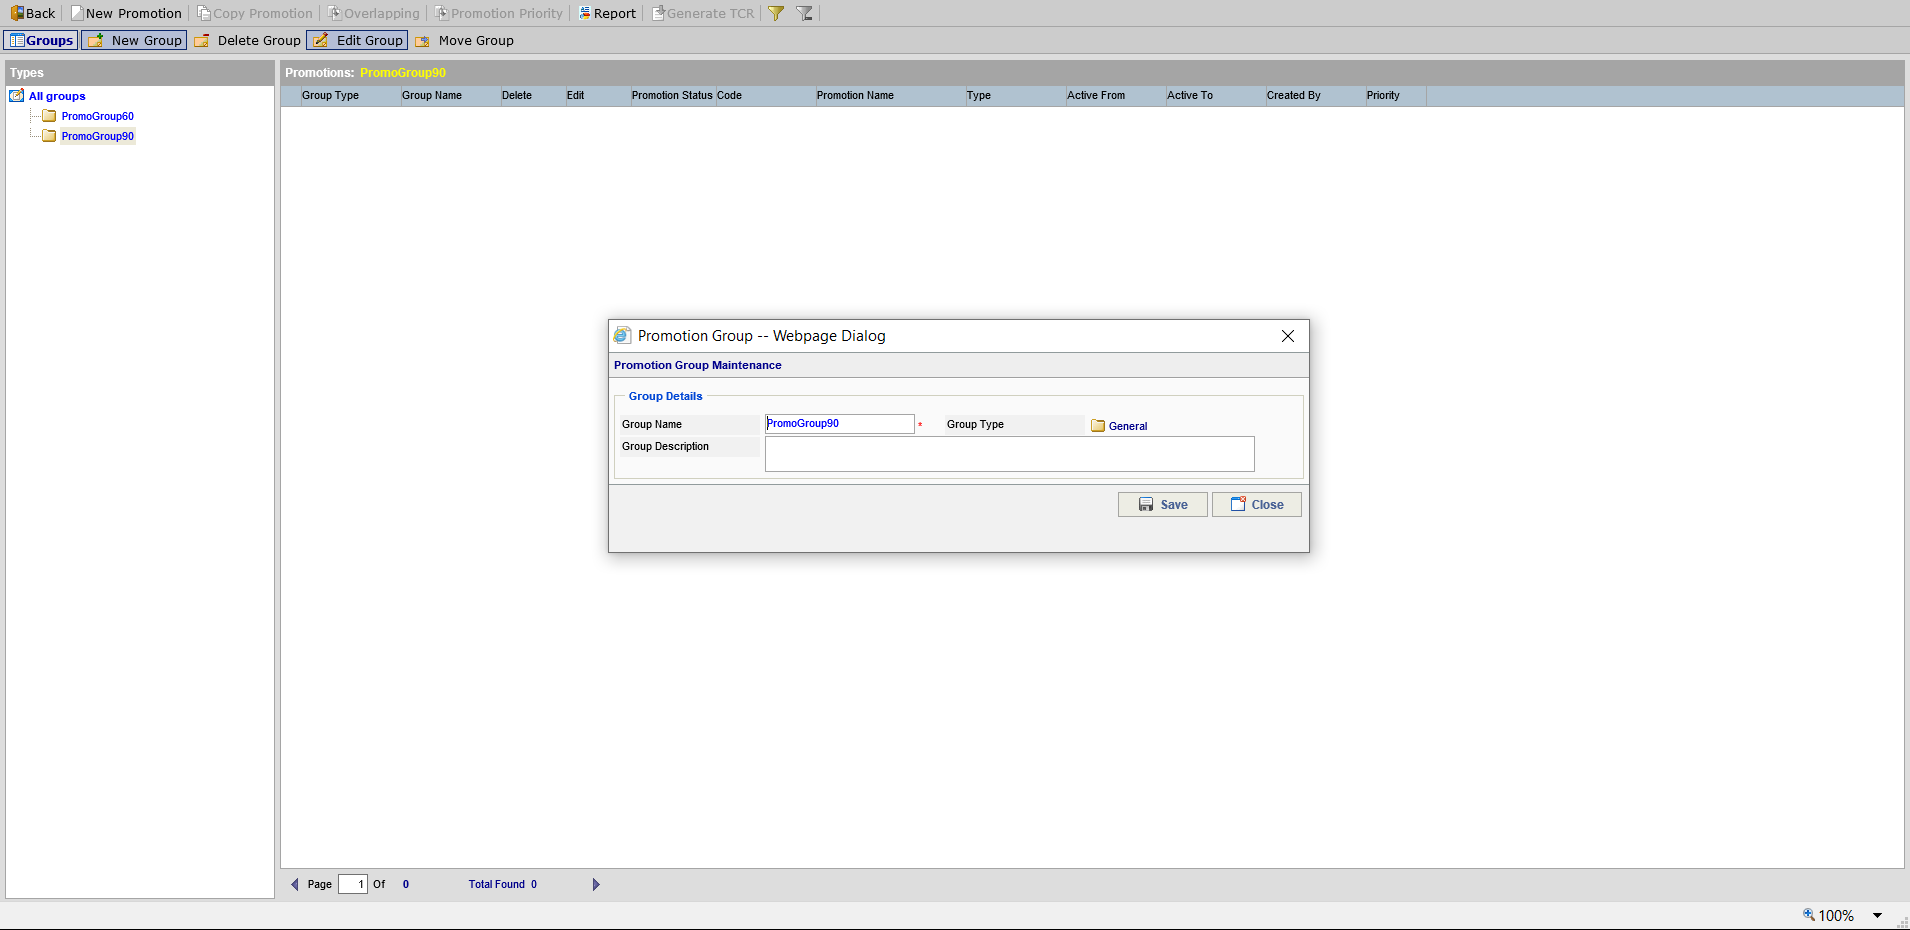 Back New Promotion Copy Promotion Overlapping Promotion Priority Report Generate TCR
Groups New Group Delete Group Edit Group Move Group
Types
All groups
PromoGroup60
PromoGroup90
Promotions: PromoGroup90
Group Type Group Name Delete Edit Promotion Status Code Promotion Name Type Active From Active To Created By Priority
Promotion Group -- Webpage Dialog
Promotion Group Maintenance
Group Details
Group Name PromoGroup90 * Group Type General
Group Description
Save Close
Page 1 Of 0 Total Found 0
100%